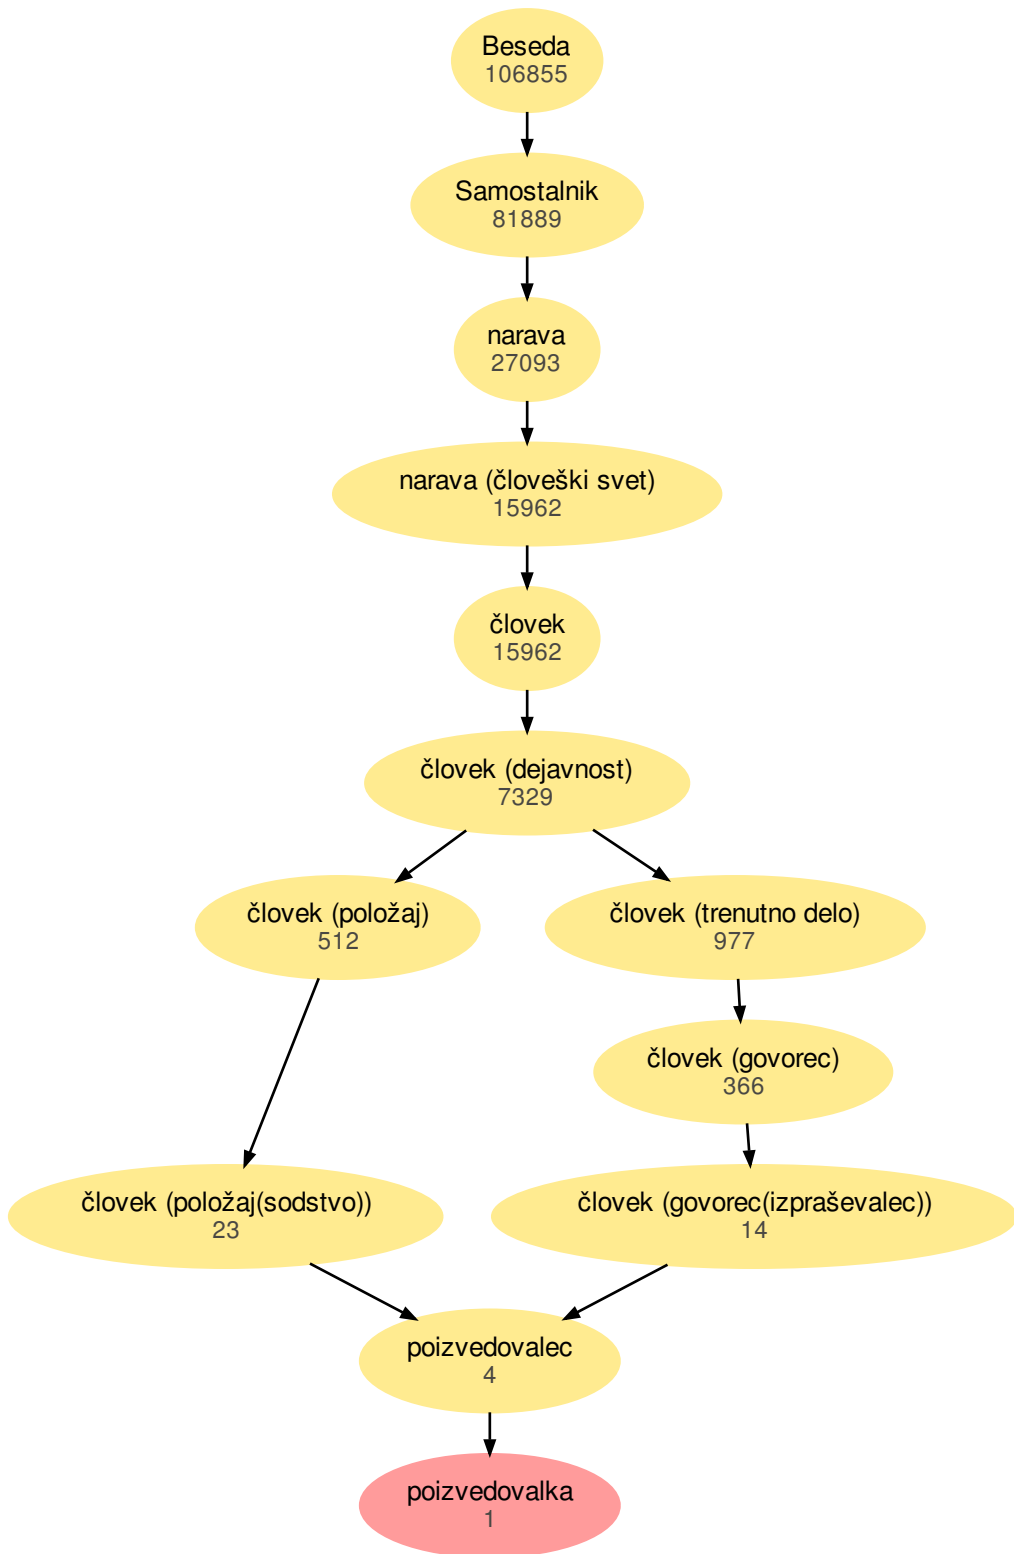 Beseda
106855
Samostalnik
81889
narava
27093
narava (človeški svet)
15962
človek
15962
človek (dejavnost)
7329
človek (položaj)
512
človek (trenutno delo)
977
človek (govorec)
366
človek (položaj(sodstvo))
23
človek (govorec(izpraševalec))
14
poizvedovalec
4
poizvedovalka
1